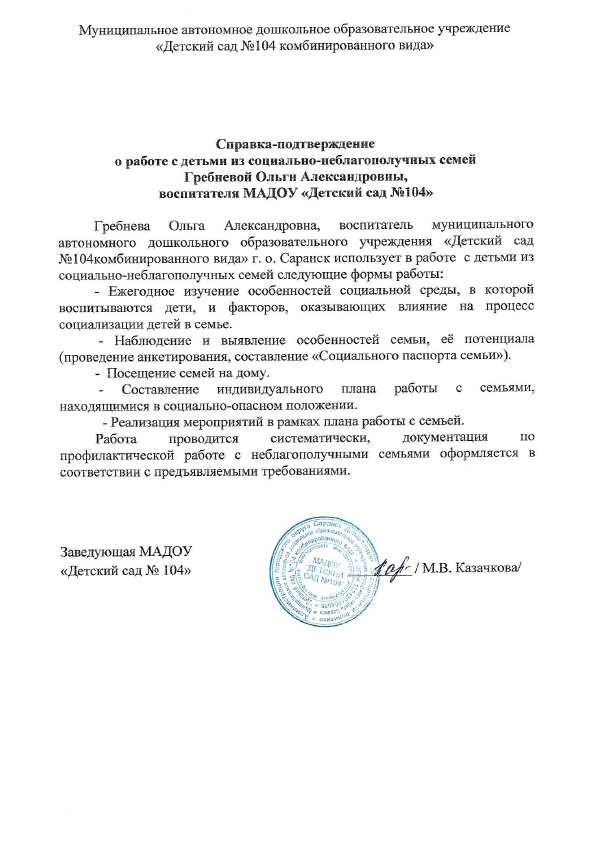 Муниципальное автономное дошкольное образовательное учреждение
«Детский сад №104 комбинированного вида»
Справка-подтверждение
о работе с детьми из социально-неблагополучных семей
Гребневой Ольги Александровны,
воспитателя МАДОУ «Детский сад №104»
Гребнева Ольга Александровна, воспитатель муниципального
автономного дошкольного образовательного учреждения «Детский сад
№104комбинированного вида» г. о. Саранск использует в работе с детьми из
социально-неблагополучных семей следующие формы работы:
- Ежегодное изучение особенностей социальной среды, в которой
воспитываются дети, и факторов, оказывающих влияние на процесс
социализации детей в семье.
- Наблюдение и выявление особенностей семьи, её потенциала
(проведение анкетирования, составление «Социального паспорта семьи»).
- Посещение семей на дому.
- Составление индивидуального плана работы с семьями,
находящимися в социально-опасном положении.
- Реализация мероприятий в рамках плана работы с семьей.
Работа проводится систематически, документация по
профилактической работе с неблагополучными семьями оформляется в
соответствии с предъявляемыми требованиями.
Заведующая МАДОУ
«Детский сад № 104»
/ М.В. Казачкова/
МАДОУ
ДЕТСКИЙ
САД №104